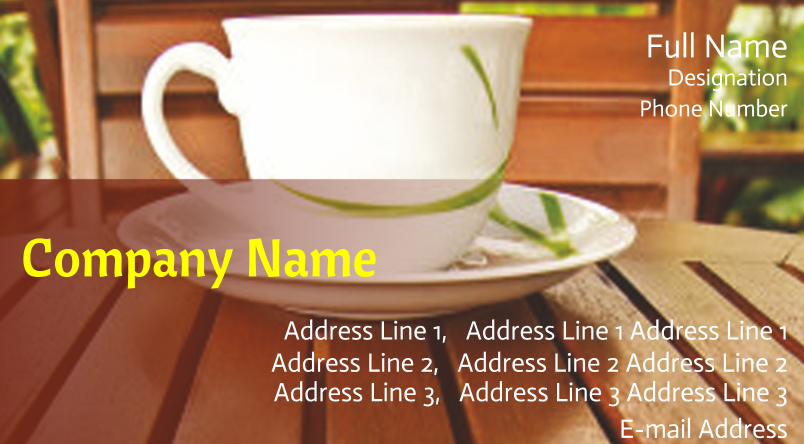 Full Name
Designation
Phone Number
Company Name
Address Line 1,   Address Line 1 Address Line 1
Address Line 2,   Address Line 2 Address Line 2
Address Line 3,   Address Line 3 Address Line 3
E-mail Address